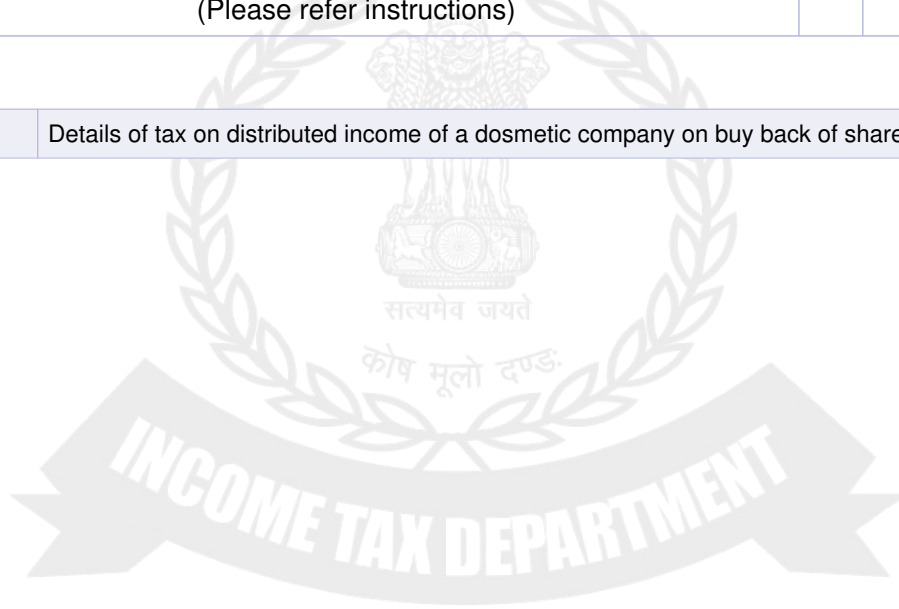 (Please refer instructions)
Details of tax on distributed income of a dosmetic company on buy back of share
सत्यमेव जयते
कोष मूलो दण्डः
INCOME TAX DEPARTMENT